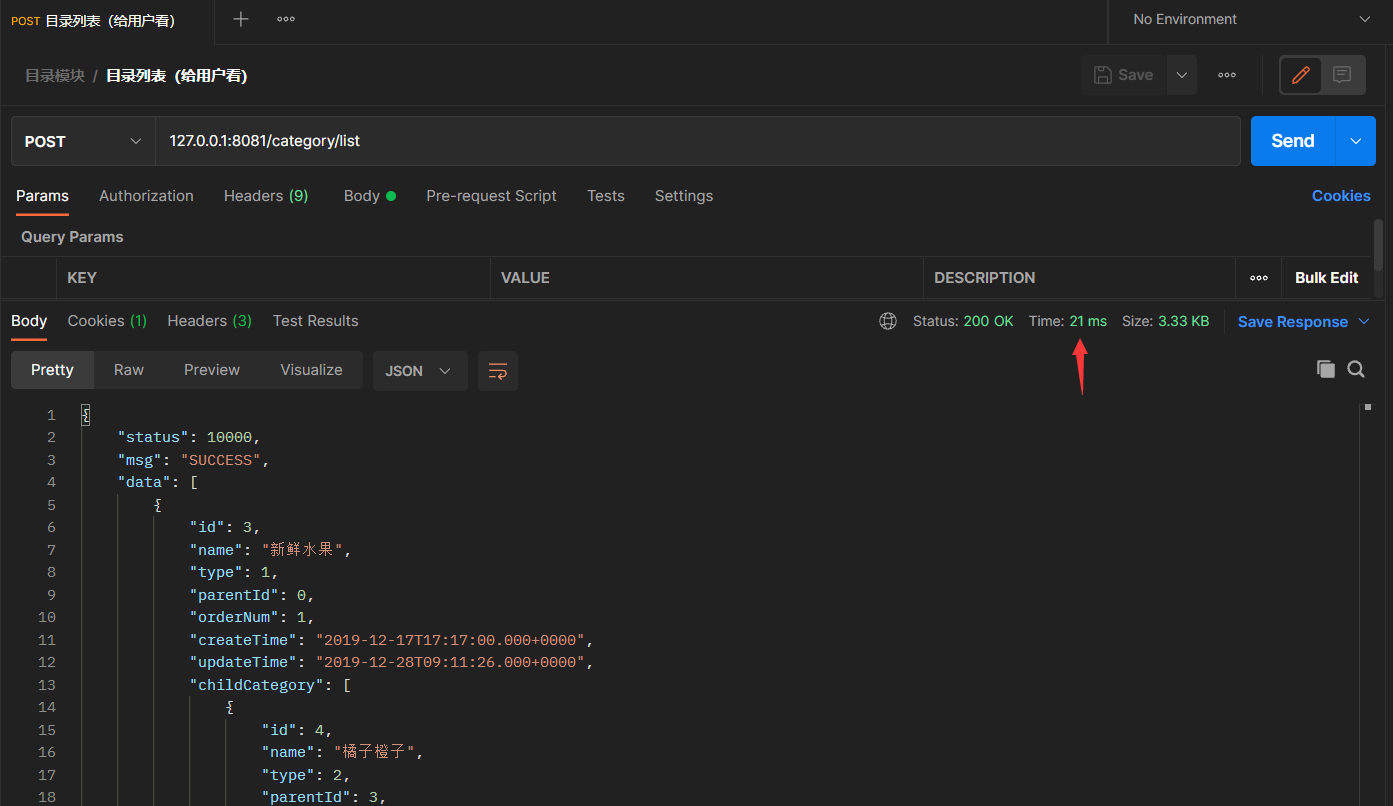 POST 目录列表（给用户看）
No Environment
目录模块 / 目录列表（给用户看）
Save
POST 127.0.0.1:8081/category/list Send
Params Authorization Headers (9) Body Pre-request Script Tests Settings Cookies
Query Params
KEY VALUE DESCRIPTION Bulk Edit
Body Cookies (1) Headers (3) Test Results Status: 200 OK Time: 21 ms Size: 3.33 KB Save Response
Pretty Raw Preview Visualize JSON
1 {
2 "status": 10000,
3 "msg": "SUCCESS",
4 "data": [
5 {
6 "id": 3,
7 "name": "新鲜水果",
8 "type": 1,
9 "parentId": 0,
10 "orderNum": 1,
11 "createTime": "2019-12-17T17:17:00.000+0000",
12 "updateTime": "2019-12-28T09:11:26.000+0000",
13 "childCategory": [
14 {
15 "id": 4,
16 "name": "橘子橙子",
17 "type": 2,
18 "parentId": 3,